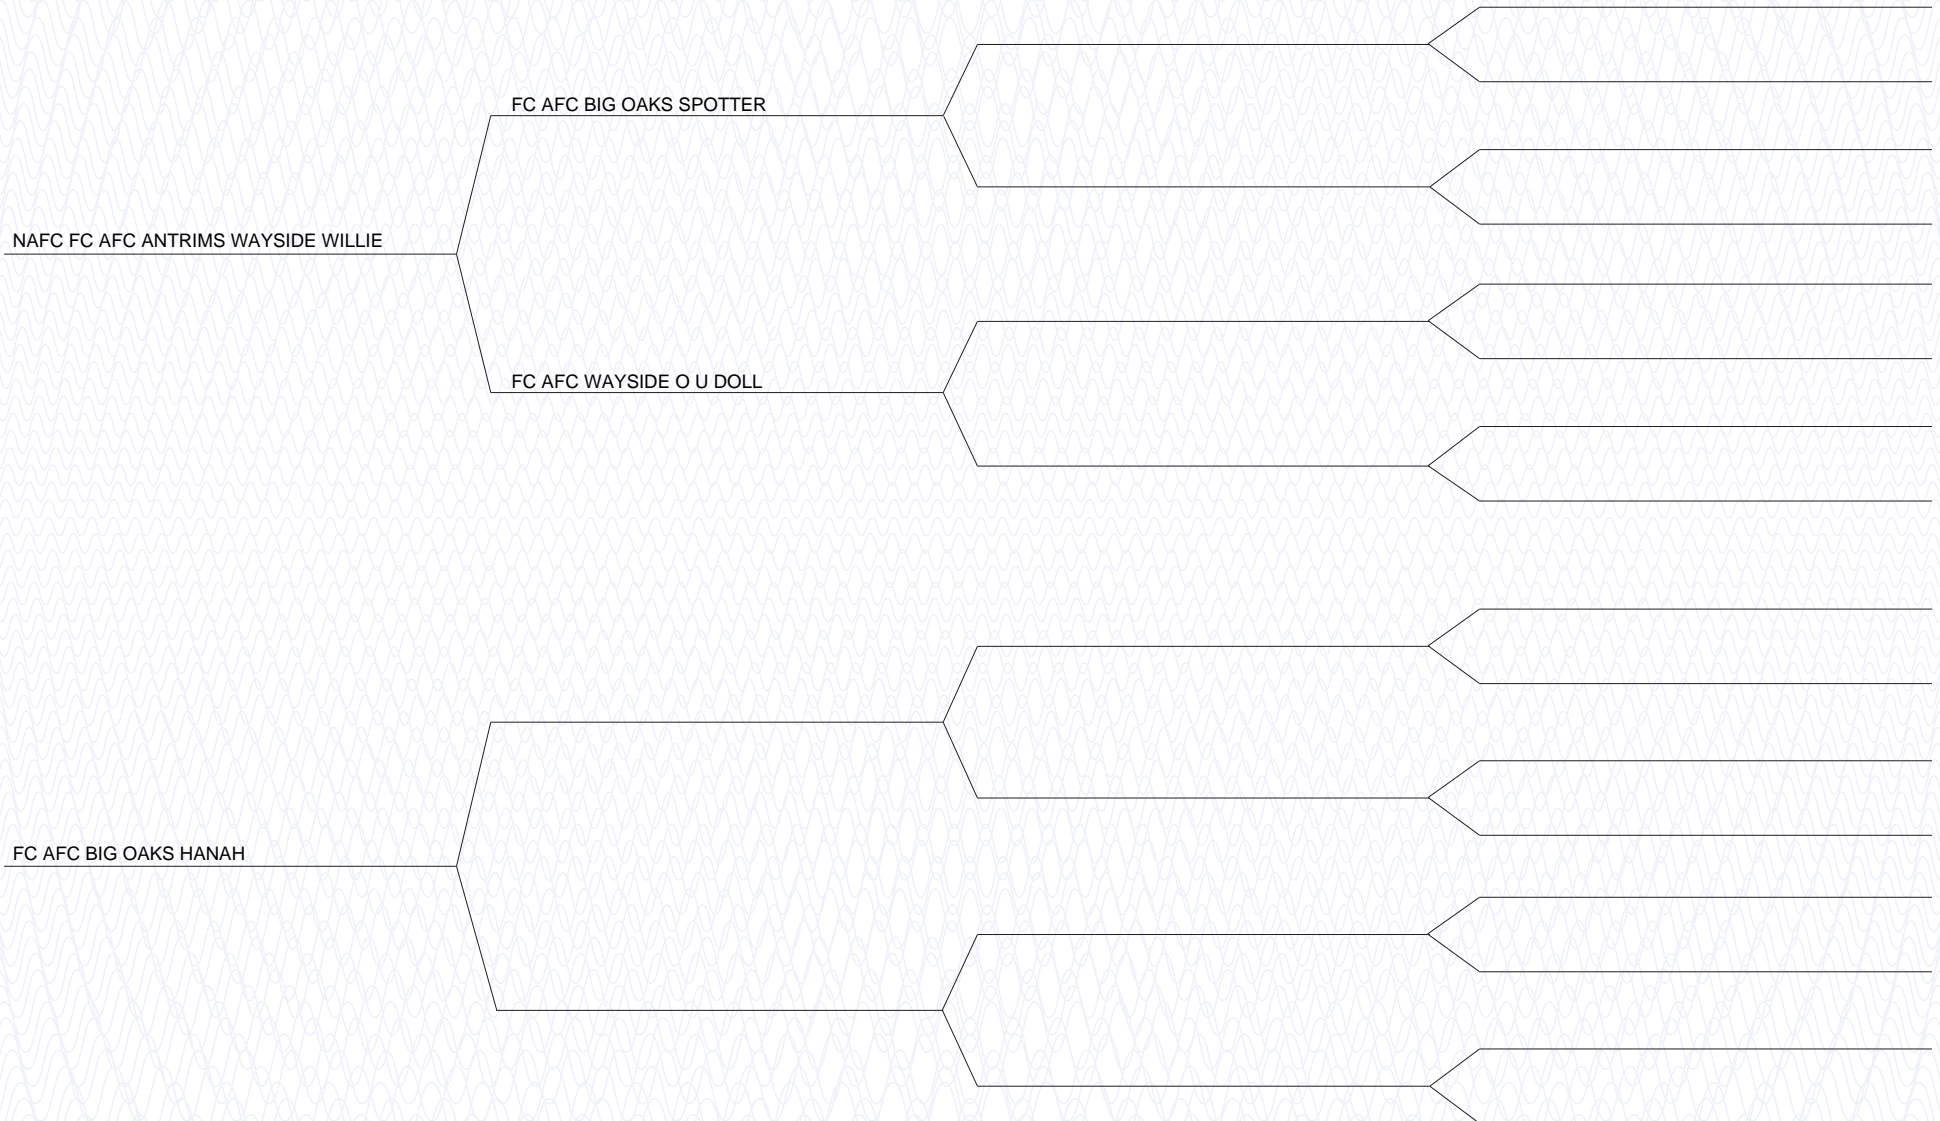 FC AFC BIG OAKS SPOTTER
NAFC FC AFC ANTRIMS WAYSIDE WILLIE
FC AFC WAYSIDE O U DOLL
FC AFC BIG OAKS HANAH